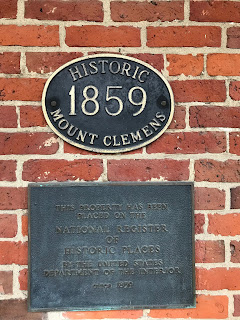 HISTORIC
1859
MOUNT CLEMENS
THIS PROPERTY HAS BEEN
PLACED ON THE
NATIONAL REGISTER
OF
HISTORIC PLACES
BY THE UNITED STATES
DEPARTMENT OF THE INTERIOR